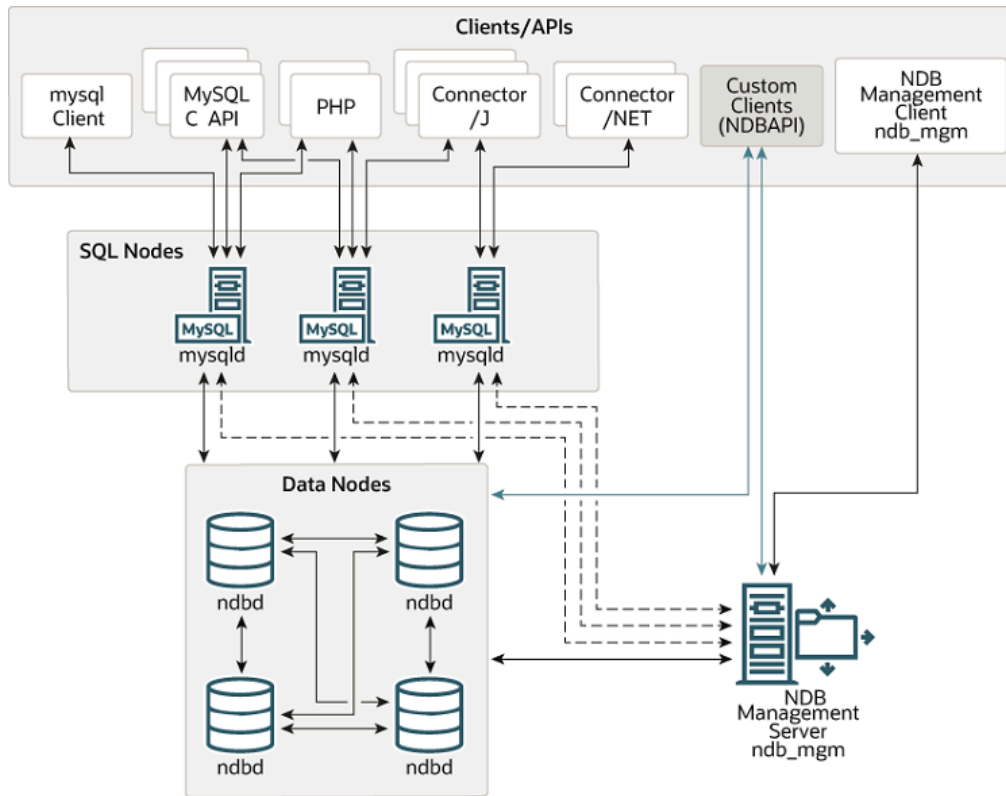 Clients/APIs
mysql
Client
MySQL
C API
PHP
Connector
/J
Connector
/NET
Custom
Clients
(NDBAPI)
NDB
Management
Client
ndb_mgm
SQL Nodes
MySQL
mysqld
MySQL
mysqld
MySQL
mysqld
Data Nodes
ndbd
ndbd
ndbd
ndbd
NDB
Management
Server
ndb_mgm